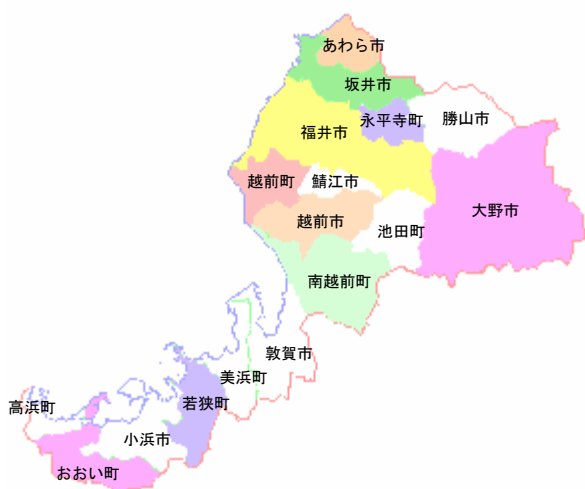 あわら市
坂井市
永平寺町
勝山市
福井市
越前町
鯖江市
大野市
越前市
池田町
南越前町
敦賀市
美浜町
若狭町
高浜町
小浜市
おおい町